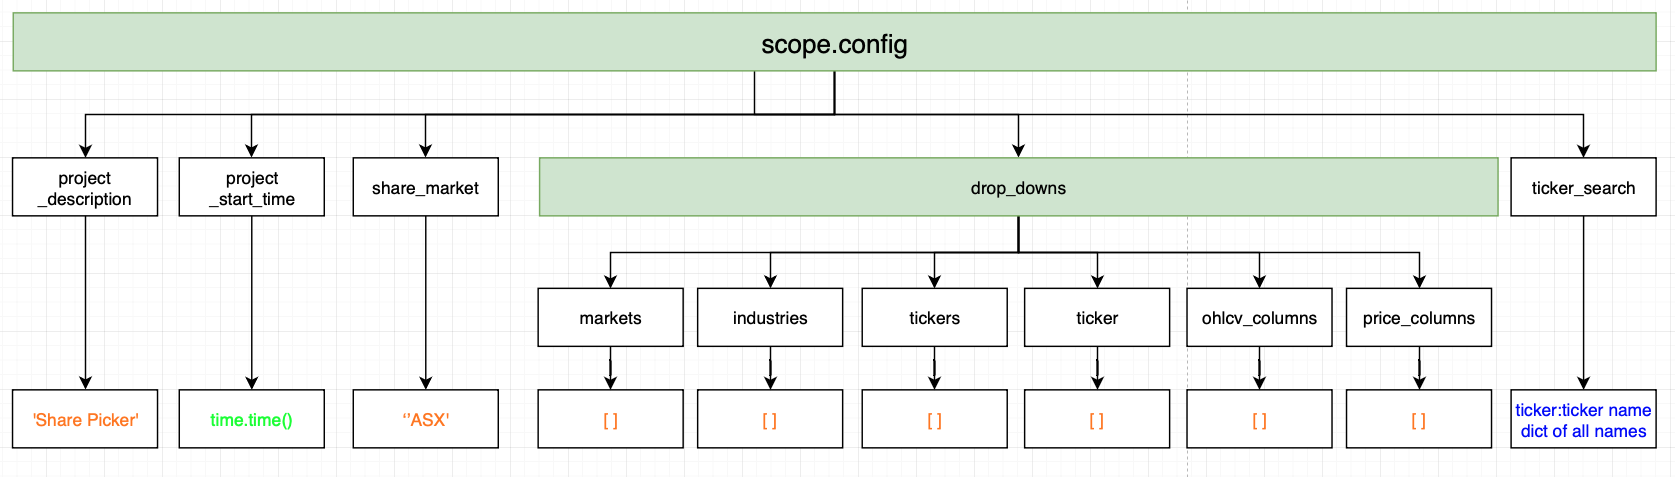 scope.config
project
_description
project
_start_time
share_market
drop_downs
ticker_search
markets
industries
tickers
ticker
ohlcv_columns
price_columns
'Share Picker'
time.time()
‘'ASX'
[ ]
[ ]
[ ]
[ ]
[ ]
[ ]
ticker:ticker name
dict of all names